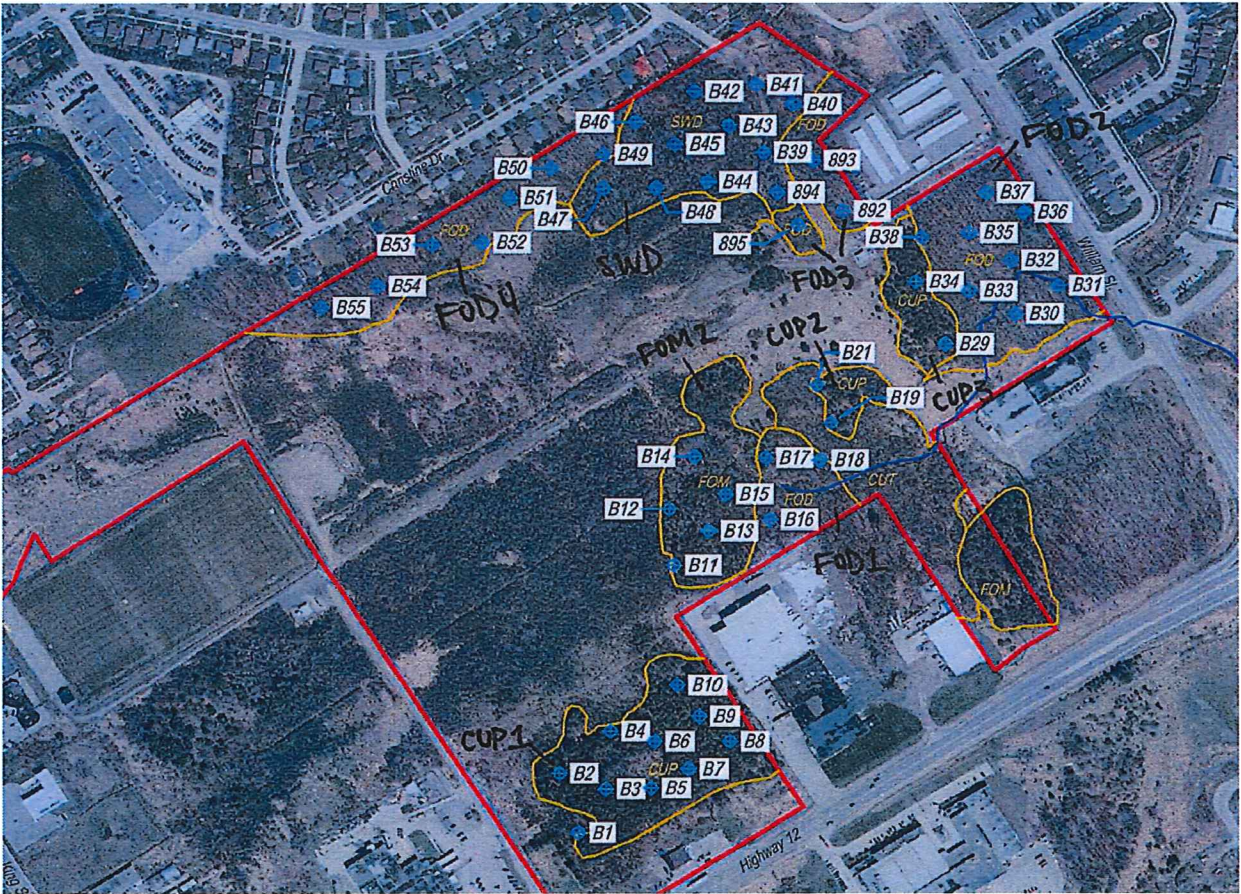 B41
B42
B40
FOD
B46
SWD
B43
FOD2
B45
B39
893
B49
B50
Christine Dr
B44
894
B37
B51
B47
B48
892
B36
B53
FOD
B52
895
FOD
B38
B35
William St
SWD
FOD
B32
B54
FOD4
FOD3
B34
B33
B31
CUP
B55
B30
FOM2
CUP2
B21
B29
CUP
B19
CUP3
B14
B17
B18
FOM
B15
FOD
CUT
B12
B16
B13
B11
FOD1
FOM
B10
B9
CUP1
B4
B6
B8
B2
CUP
B7
B3
B5
B1
Highway 12